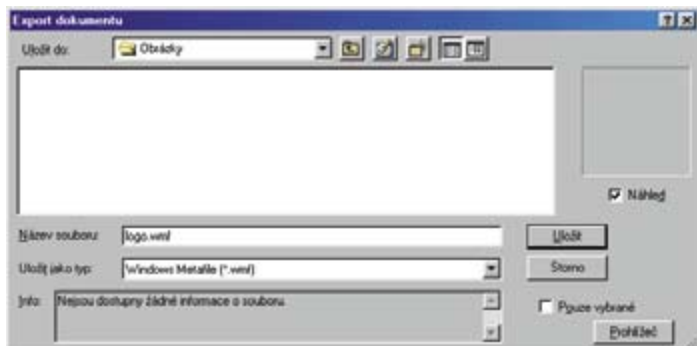 Export dokumentu
Uložit do: Obrázky
Náhled
Název souboru: logo.wmf
Uložit
Uložit jako typ: Windows Metafile (*.wmf)
Storno
Info: Nejsou dostupny žádné informace o souboru.
Pouze vybrané
Prohlížeč